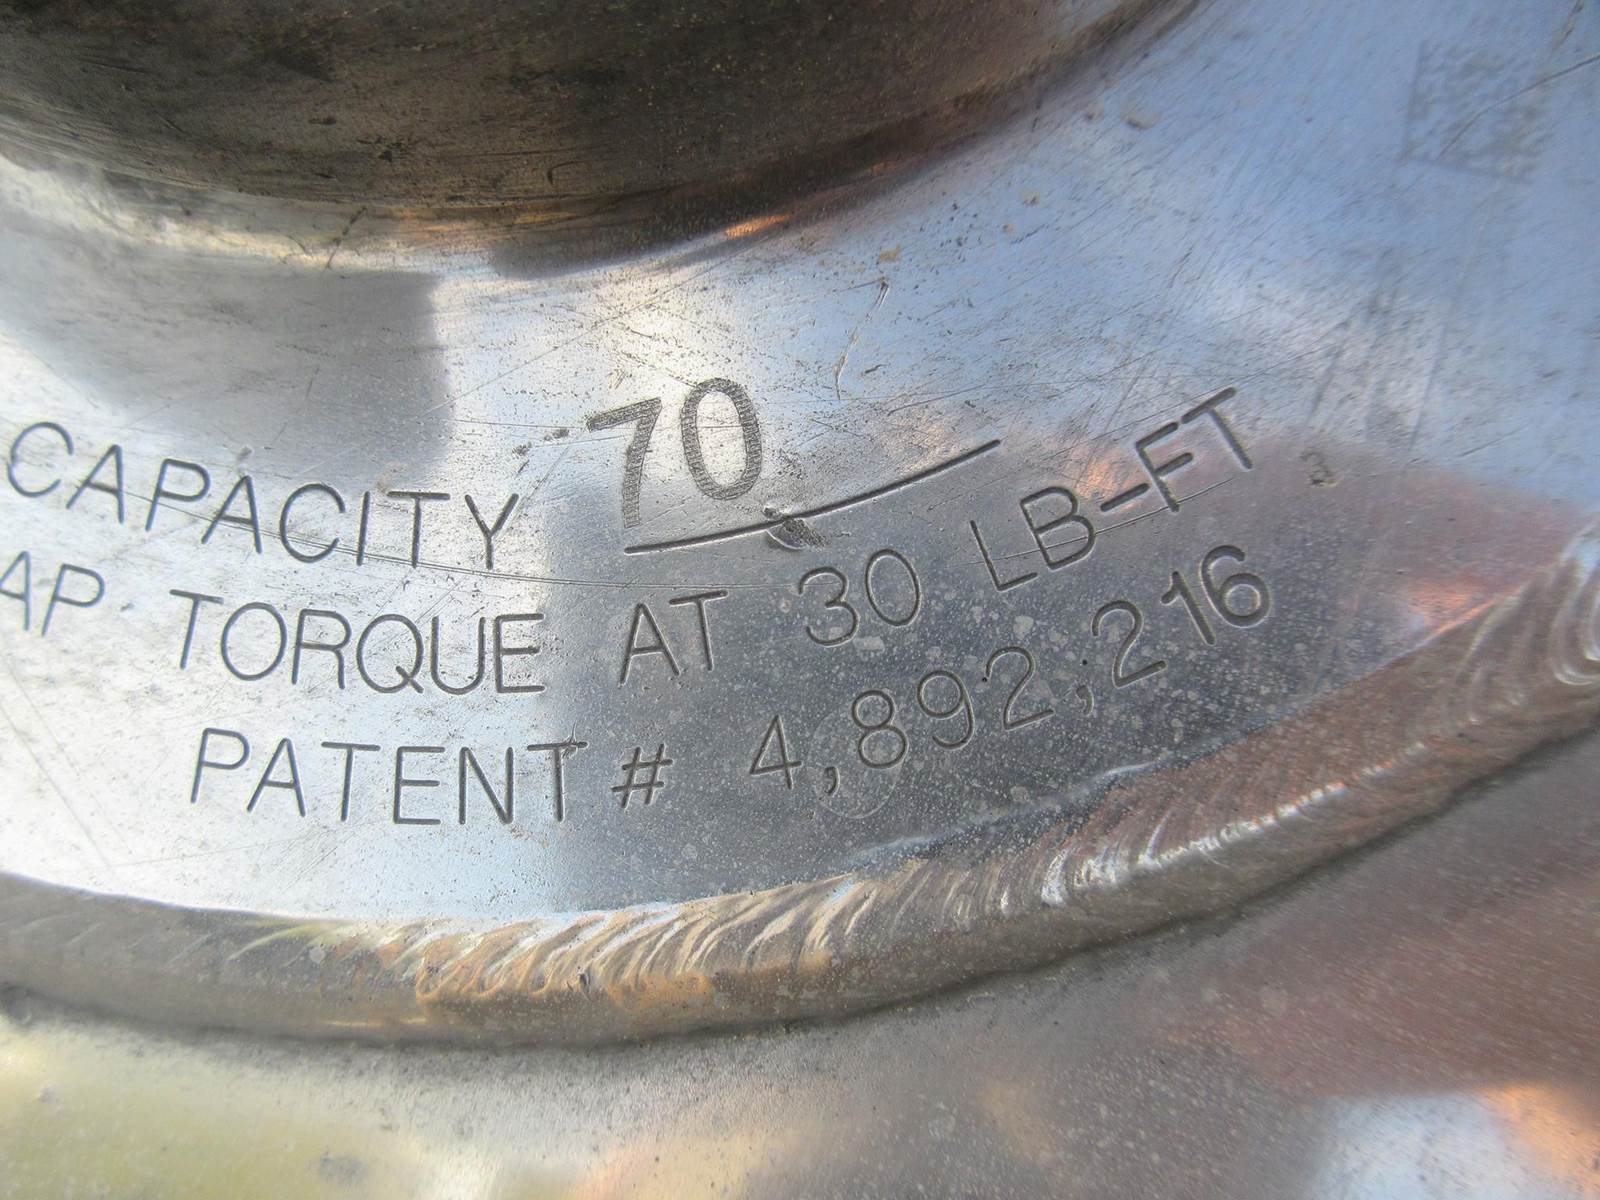 CAPACITY 70
AP TORQUE AT 30 LB-FT
PATENT # 4,892,216